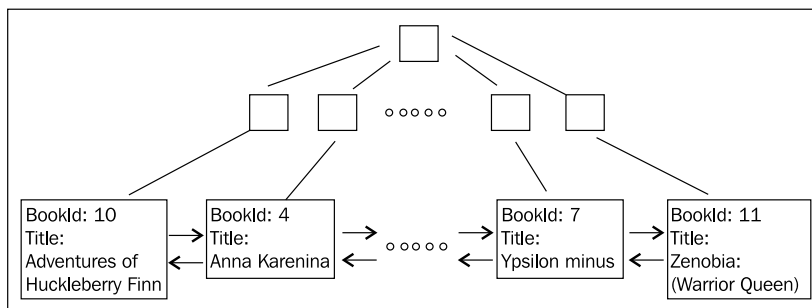 BookId: 10
Title:
Adventures of
Huckleberry Finn
BookId: 4
Title:
Anna Karenina
BookId: 7
Title:
Ypsilon minus
BookId: 11
Title:
Zenobia:
(Warrior Queen)